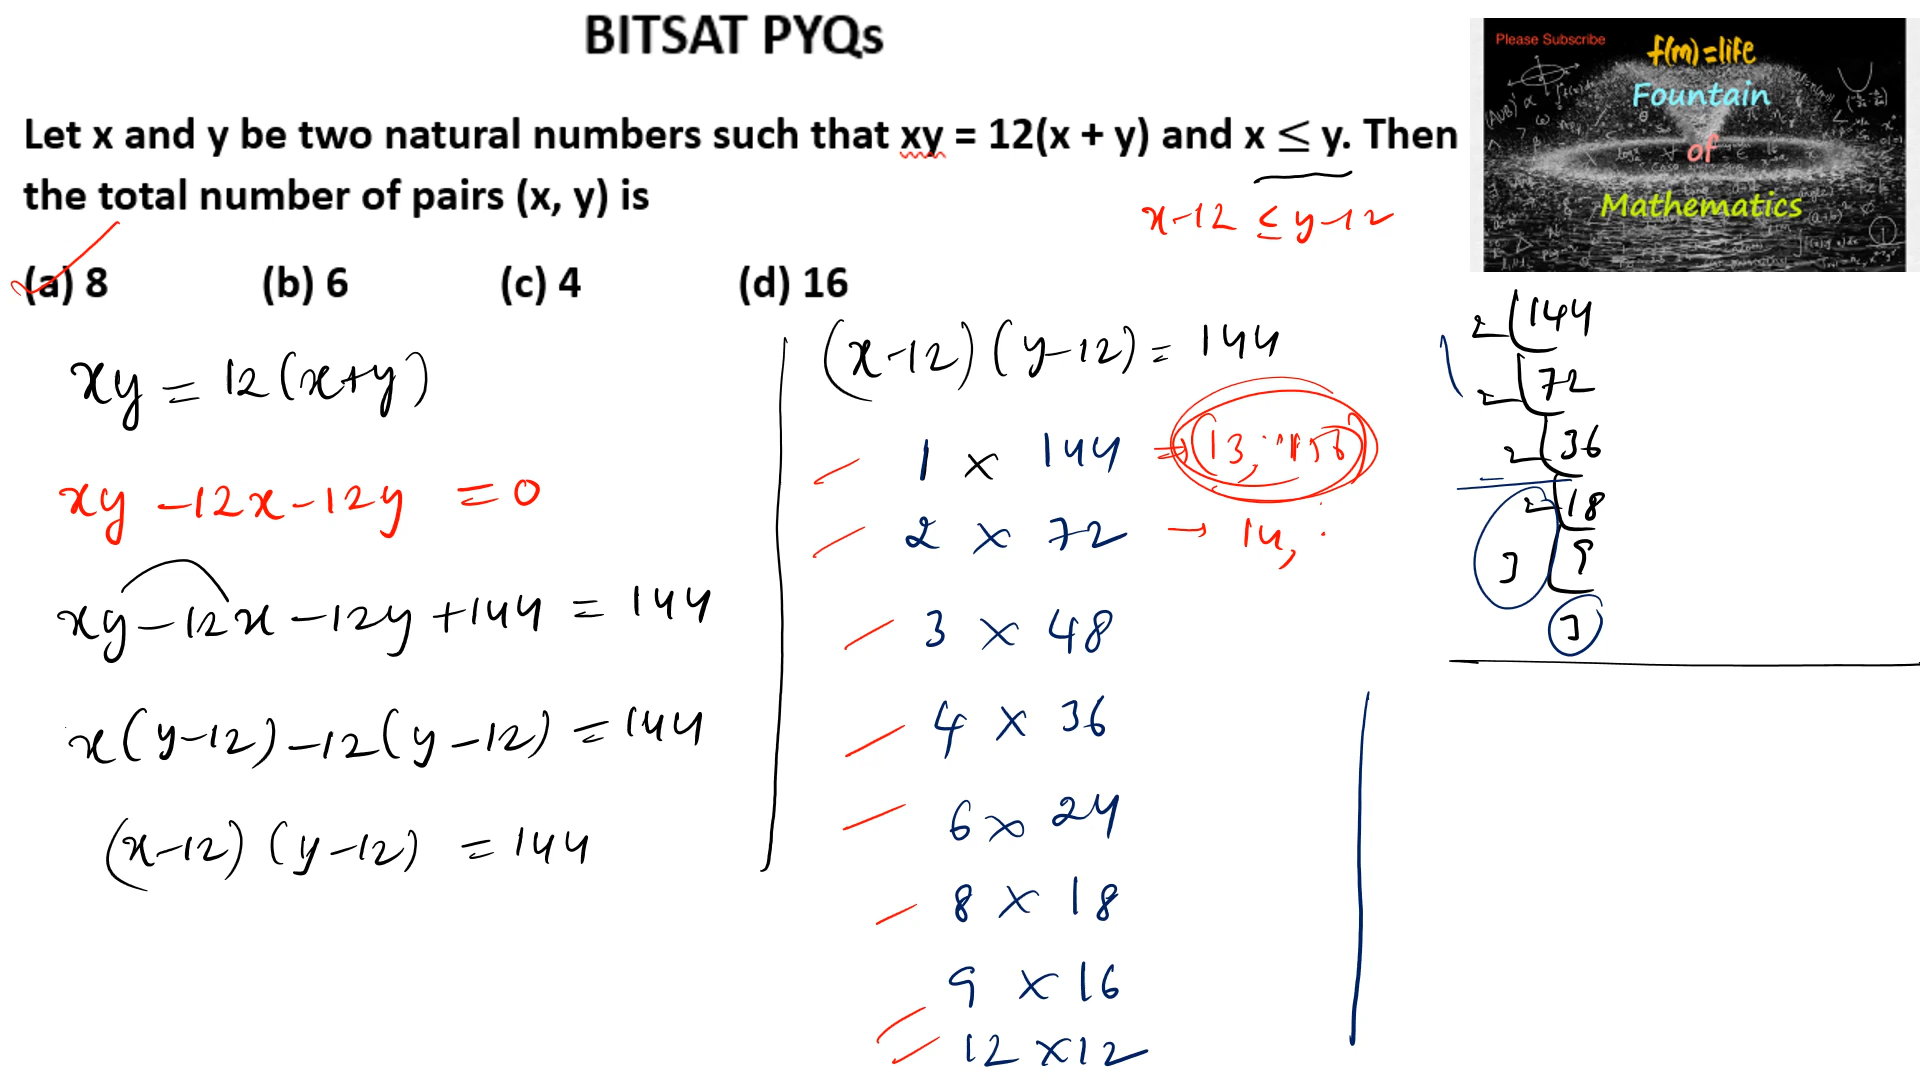 BITSAT PYQs
Please Subscribe
f(m)=life
Fountain
of
Mathematics
Let x and y be two natural numbers such that xy = 12(x + y) and x ≤ y. Then
the total number of pairs (x, y) is
x-12 ≤ y-12
(a) 8 (b) 6 (c) 4 (d) 16
xy = 12(x+y)
xy -12x-12y = 0
xy-12x-12y+144 = 144
x(y-12)-12(y-12) = 144
(x-12)(y-12) = 144
(x-12)(y-12) = 144
1 x 144 ⇒ (13, 156)
2 x 72 → 14,
3 x 48
4 x 36
6 x 24
8 x 18
9 x 16
12 x 12
2 144
2 72
2 36
2 18
3 9
3